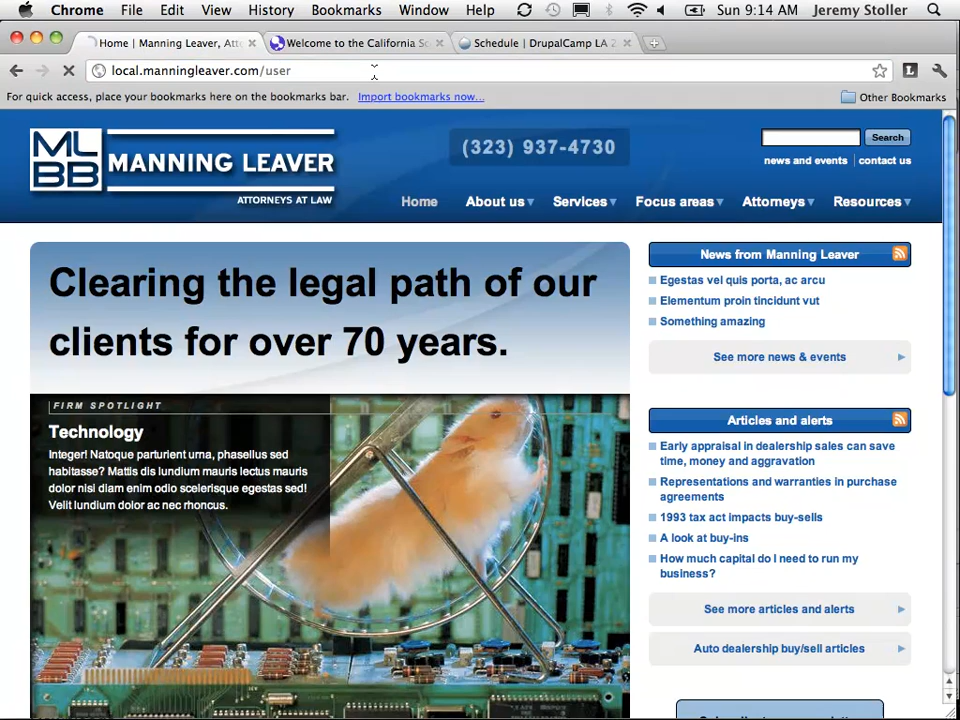 Chrome File Edit View History Bookmarks Window Help Sun 9:14 AM Jeremy Stoller
Home | Manning Leaver, Atto
Welcome to the California Sc
Schedule | DrupalCamp LA 2
local.manningleaver.com/user
For quick access, place your bookmarks here on the bookmarks bar. Import bookmarks now... Other Bookmarks
ML
BB
MANNING LEAVER
ATTORNEYS AT LAW
(323) 937-4730
Search
news and events contact us
Home About us Services Focus areas Attorneys Resources
Clearing the legal path of our
clients for over 70 years.
FIRM SPOTLIGHT
Technology
Integer! Natoque parturient urna, phasellus sed
habitasse? Mattis dis lundium mauris lectus mauris
dolor nisi diam enim odio scelerisque egestas sed!
Velit lundium dolor ac nec rhoncus.
News from Manning Leaver
Egestas vel quis porta, ac arcu
Elementum proin tincidunt vut
Something amazing
See more news & events
Articles and alerts
Early appraisal in dealership sales can save
time, money and aggravation
Representations and warranties in purchase
agreements
1993 tax act impacts buy-sells
A look at buy-ins
How much capital do I need to run my
business?
See more articles and alerts
Auto dealership buy/sell articles